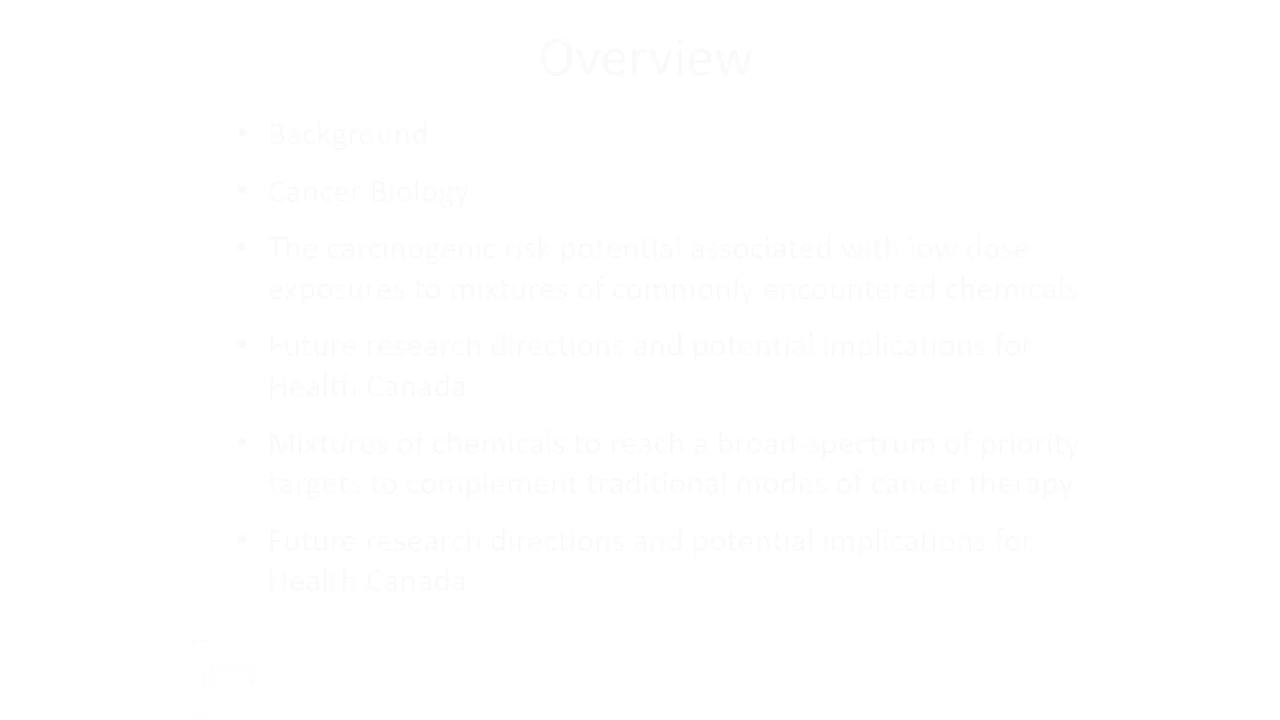 Overview
• Background
• Cancer Biology
• The carcinogenic risk potential associated with low dose
exposures to mixtures of commonly encountered chemicals
• Future research directions and potential implications for
Health Canada
• Mixtures of chemicals to reach a broad-spectrum of priority
targets to complement traditional modes of cancer therapy
• Future research directions and potential implications for
Health Canada